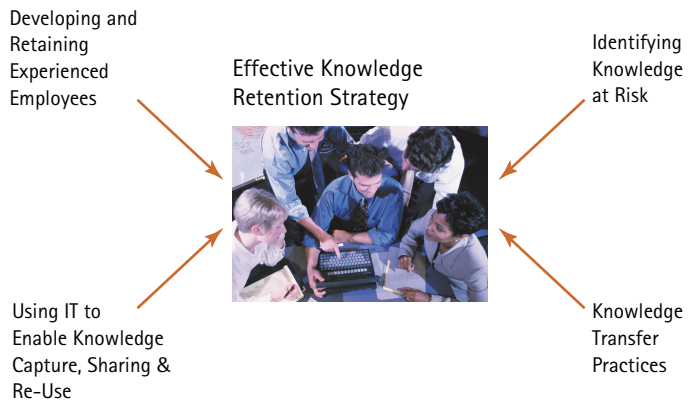 Developing and
Retaining
Experienced
Employees
Effective Knowledge
Retention Strategy
Identifying
Knowledge
at Risk
Using IT to
Enable Knowledge
Capture, Sharing &
Re-Use
Knowledge
Transfer
Practices